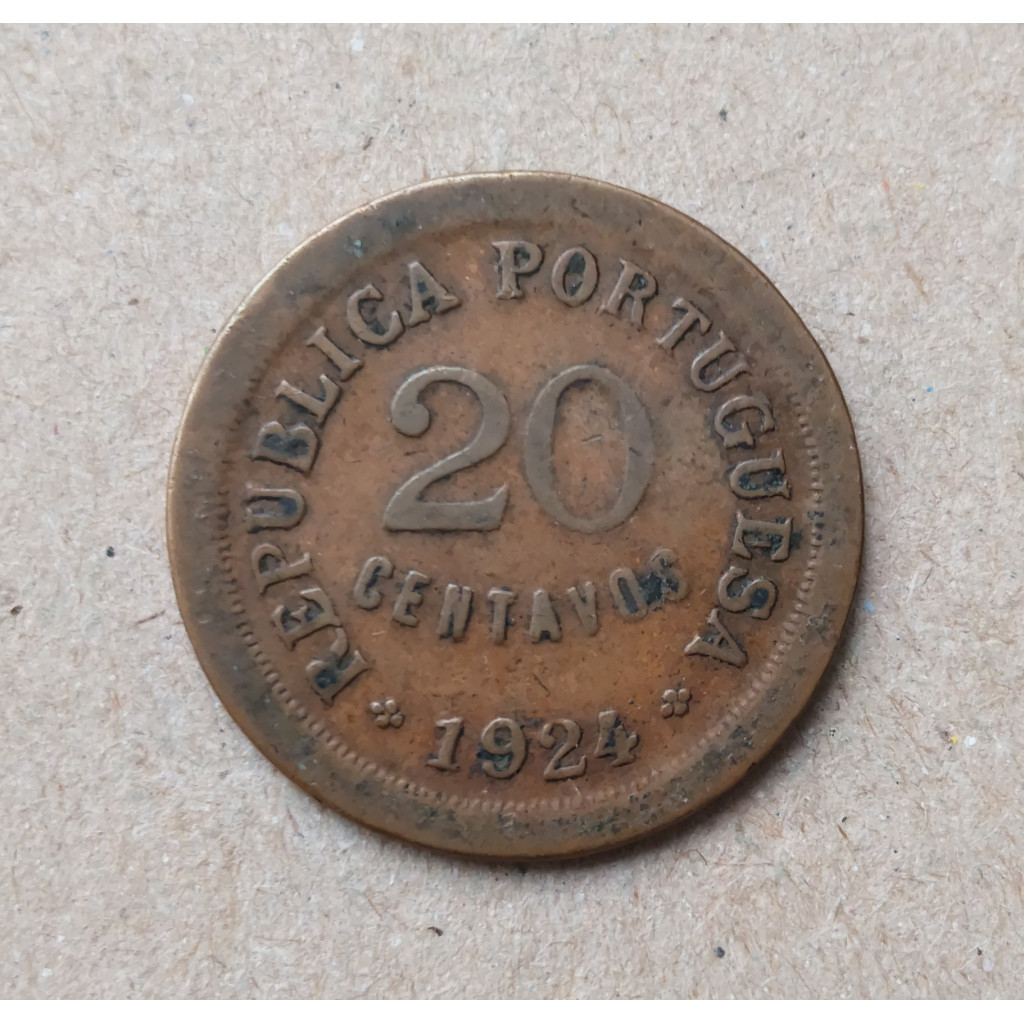 REPUBLICA PORTUGUESA
20
CENTAVOS
* 1924 *